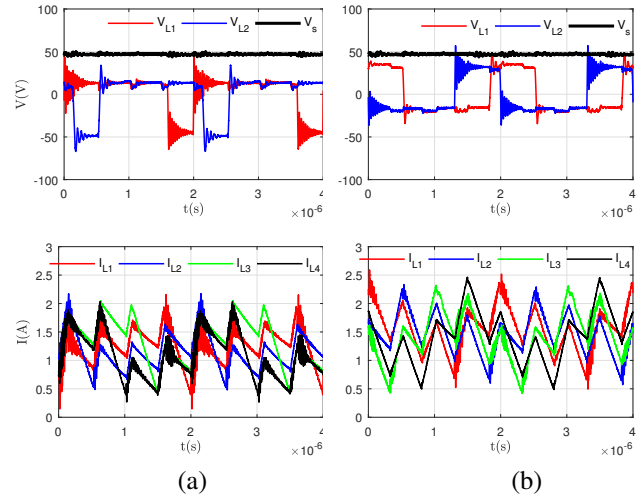 V_L1 V_L2 V_s
100
50
0
-50
-100
V(V)
0 1 2 3 4
t(s)
×10^-6
V_L1 V_L2 V_s
100
50
0
-50
-100
0 1 2 3 4
t(s)
×10^-6
3
2.5
2
1.5
1
0.5
0
I(A)
I_L1 I_L2 I_L3 I_L4
0 1 2 3 4
t(s)
×10^-6
3
2.5
2
1.5
1
0.5
0
I_L1 I_L2 I_L3 I_L4
0 1 2 3 4
t(s)
×10^-6
(a) (b)